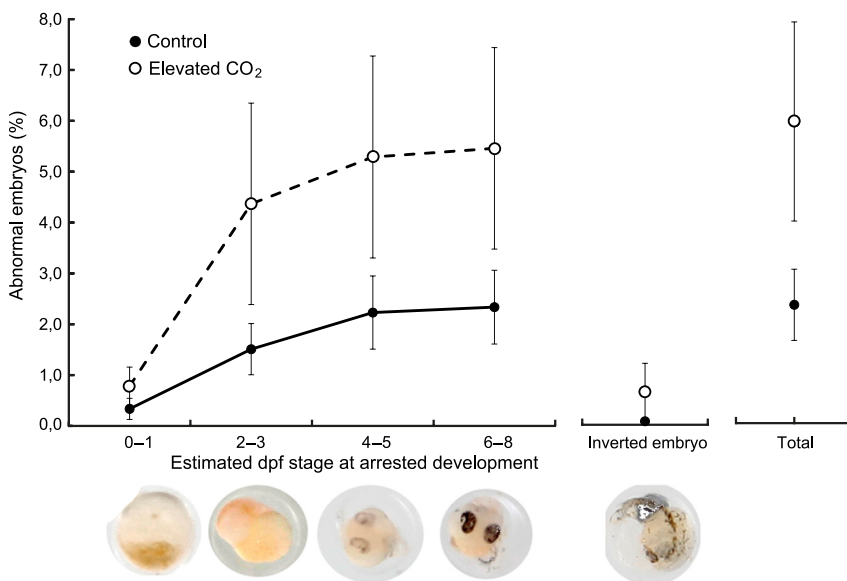 8,0
7,0
6,0
5,0
4,0
3,0
2,0
1,0
0,0
Abnormal embryos (%)
Control
Elevated CO₂
0–1
2–3
4–5
6–8
Inverted embryo
Total
Estimated dpf stage at arrested development